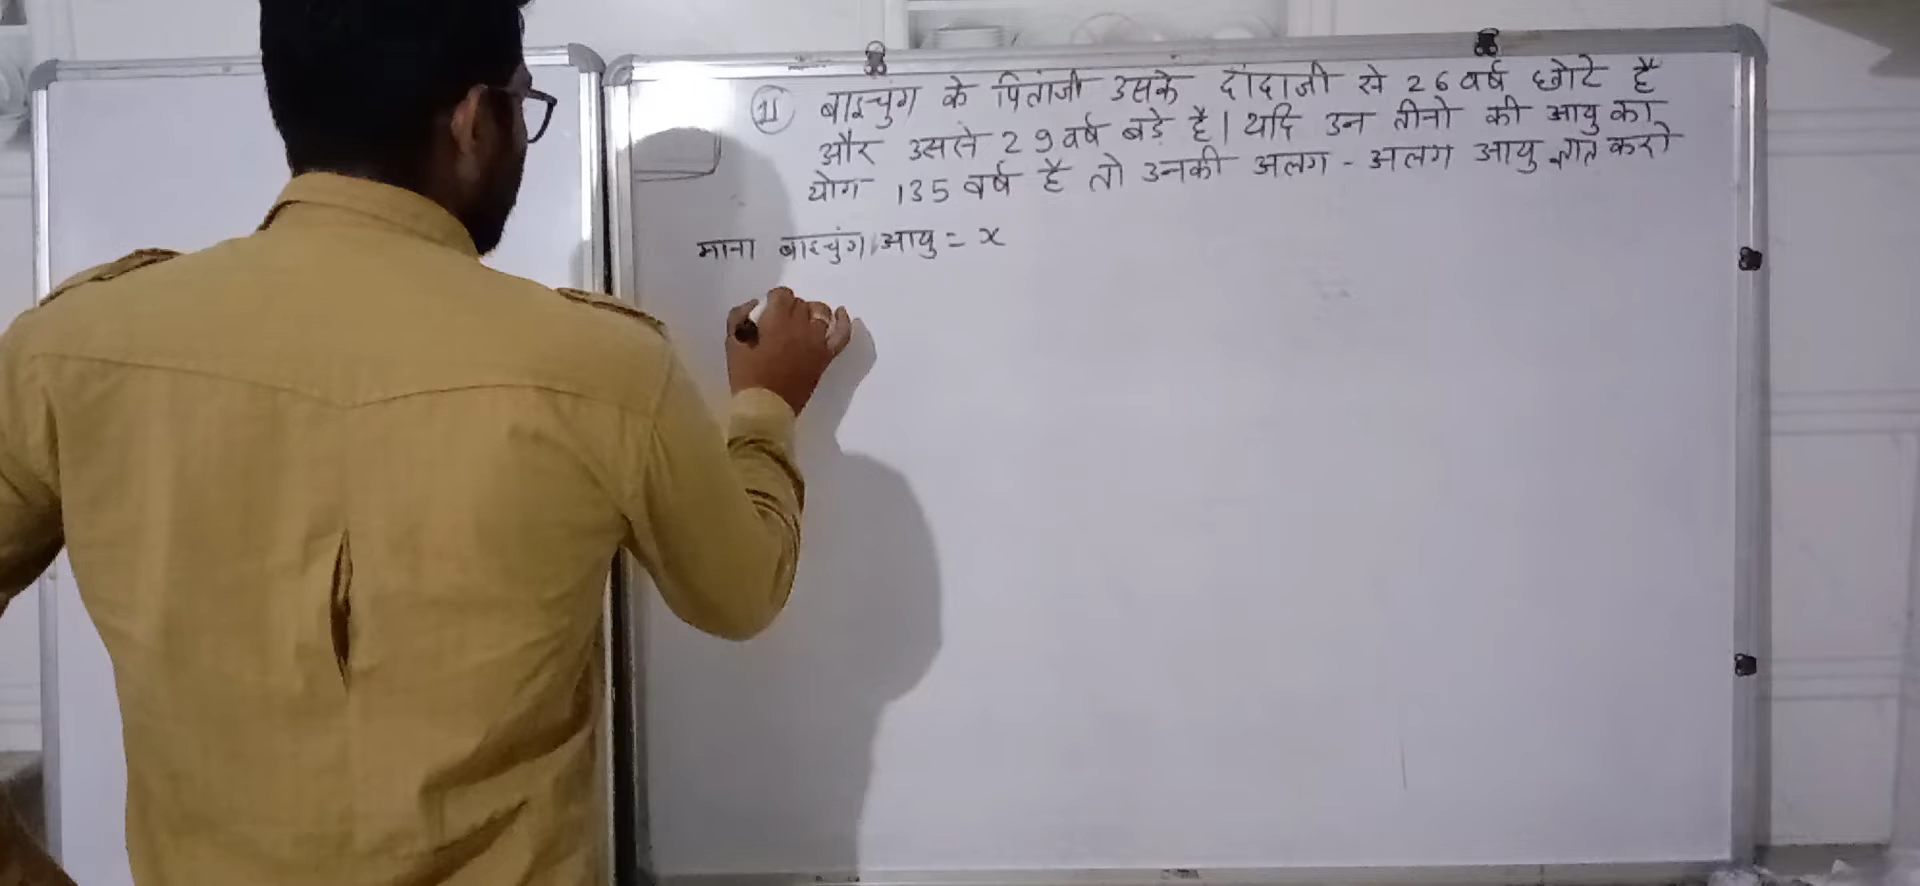 11 बाइचुंग के पिताजी उसके दादाजी से 26 वर्ष छोटे है
और उससे 29 वर्ष बड़े है। यदि उन तीनो की आयु का
योग 135 वर्ष है तो उनकी अलग - अलग आयु ज्ञात करो
माना बाइचुंग आयु = x